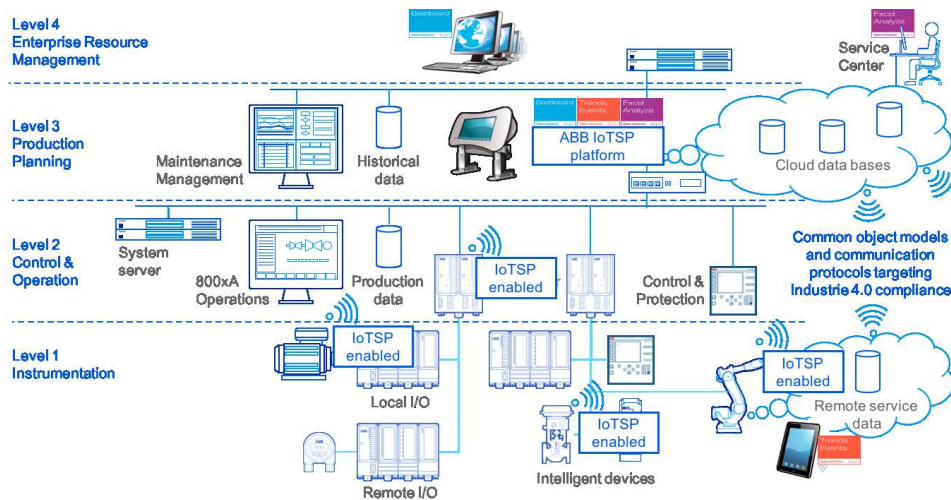 Level 4
Enterprise Resource
Management
Dashboard
Excel
Analyze
Service
Center
Level 3
Production
Planning
Maintenance
Management
Historical
data
Dashboard
Trends
Events
Excel
Analyze
ABB IoTSP
platform
Cloud data bases
Level 2
Control &
Operation
System
server
800xA
Operations
Production
data
IoTSP
enabled
Control &
Protection
Common object models
and communication
protocols targeting
Industrie 4.0 compliance
Level 1
Instrumentation
IoTSP
enabled
Local I/O
Remote I/O
IoTSP
enabled
Intelligent devices
IoTSP
enabled
Remote service
data
Trends
Events